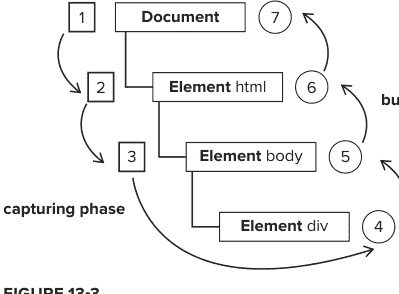 1 Document 7
2 Element html 6
bu
3 Element body 5
capturing phase
Element div 4
FIGURE 13-3